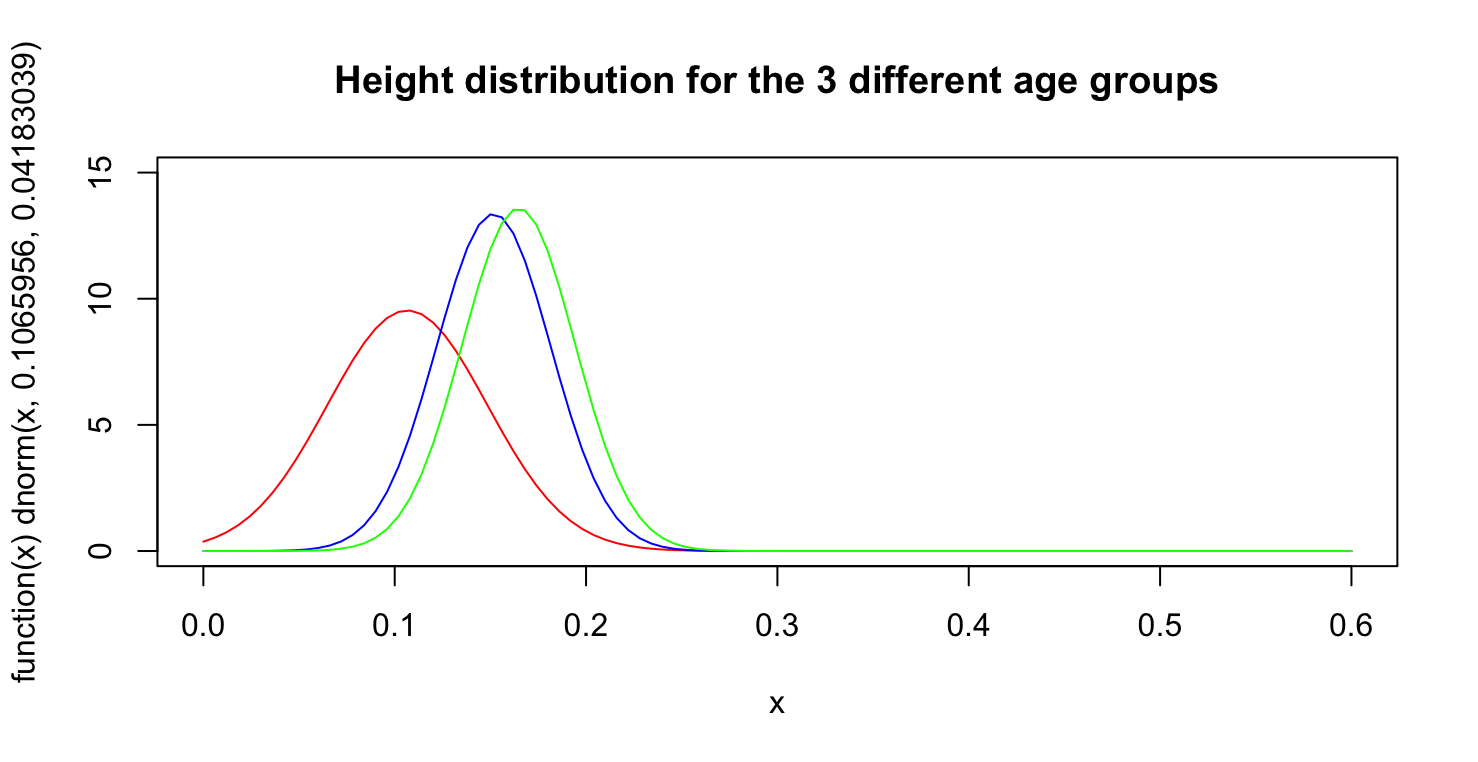 Height distribution for the 3 different age groups
function(x) dnorm(x, 0.1065956, 0.04183039)
15
10
5
0
0.0 0.1 0.2 0.3 0.4 0.5 0.6
x